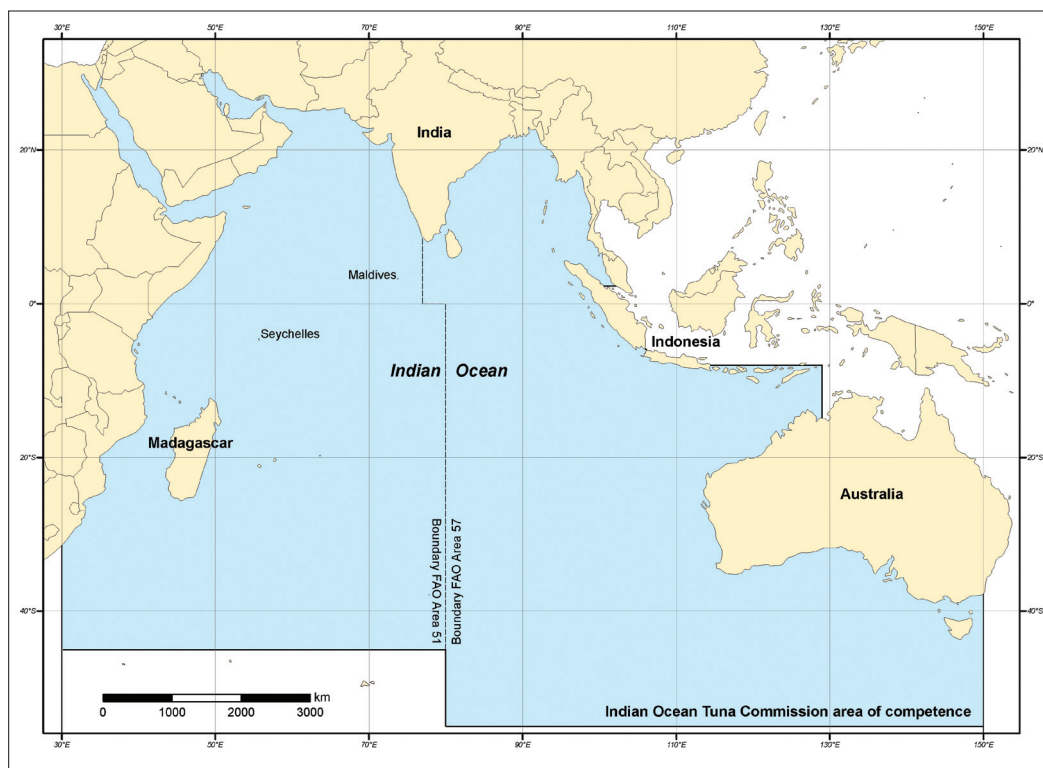 30°E 50°E 70°E 90°E 110°E 130°E 150°E
India
20°N 20°N
Maldives.
0° 0°
Seychelles
Indonesia
Indian Ocean
Madagascar
20°S 20°S
Australia
Boundary FAO Area 51
Boundary FAO Area 57
40°S 40°S
km
0 1000 2000 3000
Indian Ocean Tuna Commission area of competence
30°E 50°E 70°E 90°E 110°E 130°E 150°E